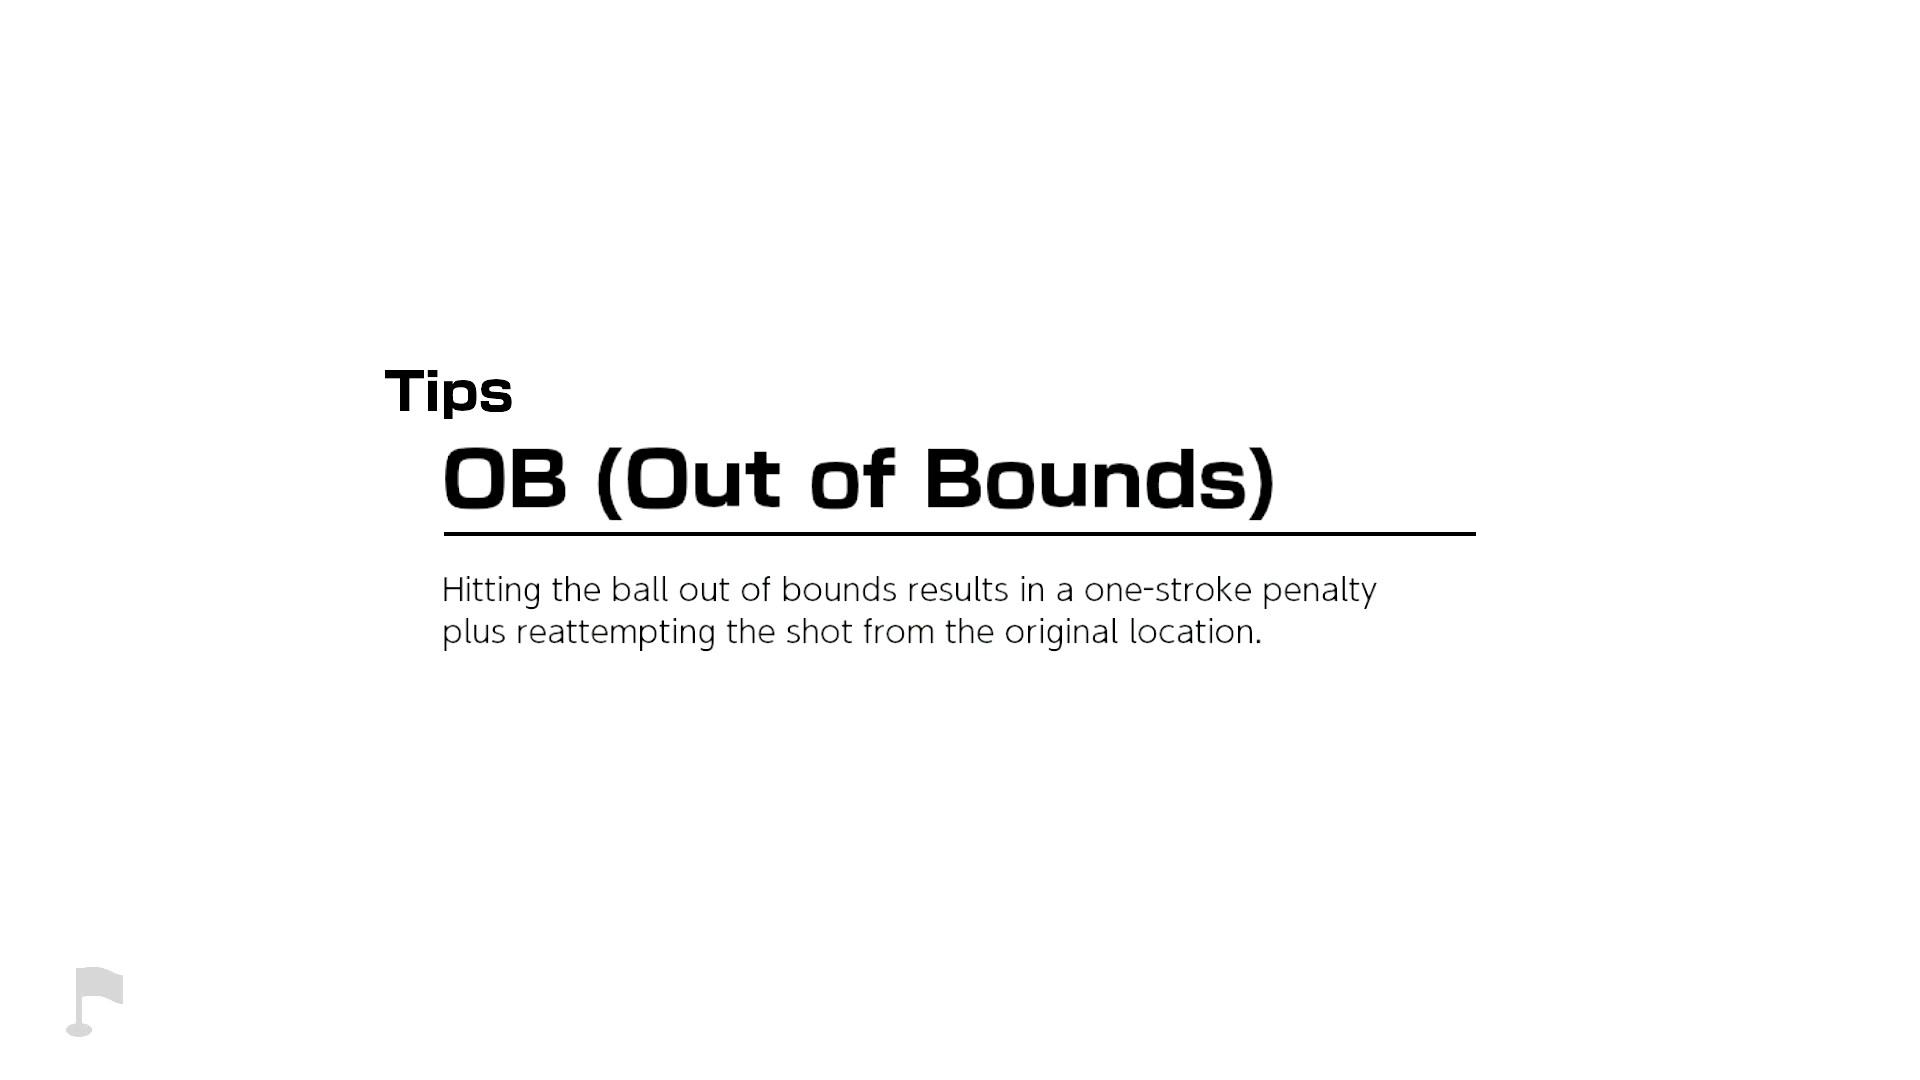 Tips
OB (Out of Bounds)
Hitting the ball out of bounds results in a one-stroke penalty
plus reattempting the shot from the original location.